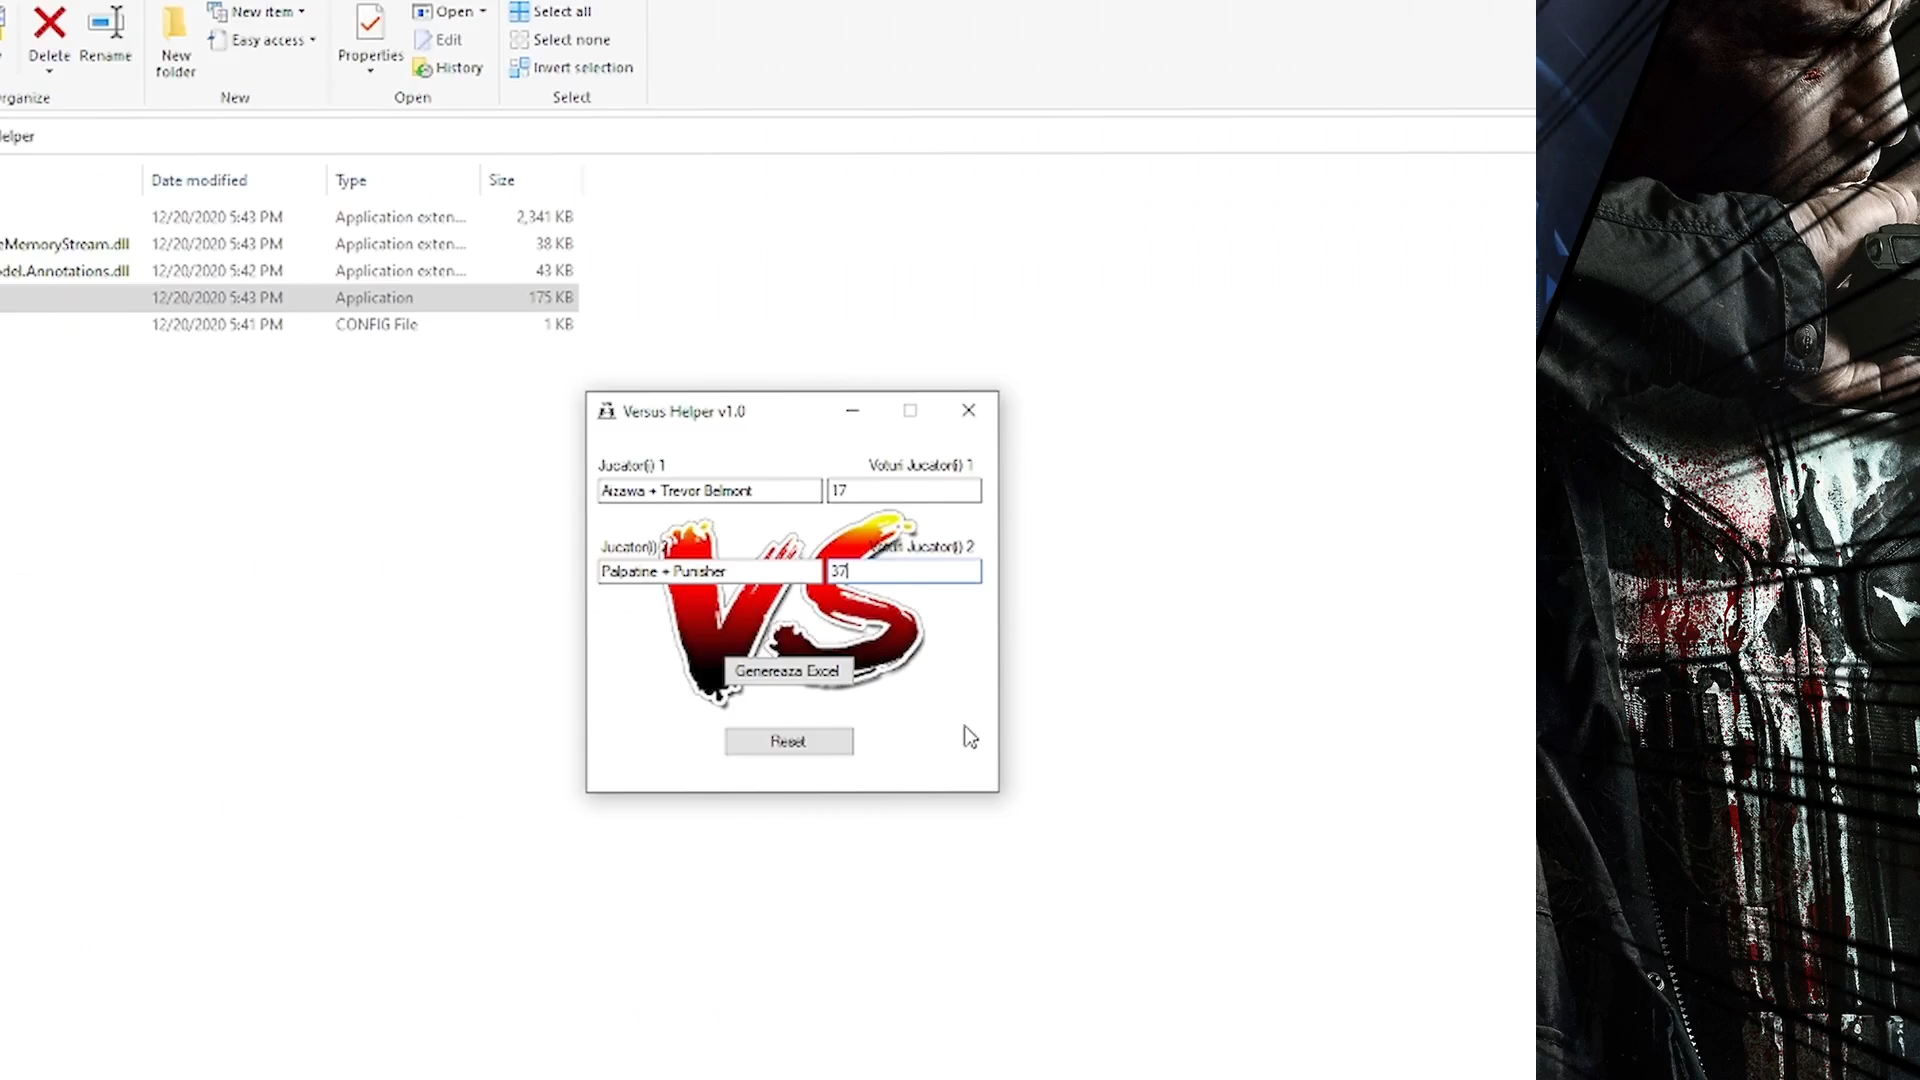 New item
Open
Select all
Easy access
Edit
Select none
Delete
Rename
New
folder
Properties
History
Invert selection
rganize
New
Open
Select
elper
Date modified
Type
Size
12/20/2020 5:43 PM
Application exten...
2,341 KB
eMemoryStream.dll
12/20/2020 5:43 PM
Application exten...
38 KB
odel.Annotations.dll
12/20/2020 5:42 PM
Application exten...
43 KB
12/20/2020 5:43 PM
Application
175 KB
12/20/2020 5:41 PM
CONFIG File
1 KB
Versus Helper v1.0
Jucator(i) 1
Voturi Jucator(i) 1
Aizawa + Trevor Belmont
17
Jucator(i) 2
Voturi Jucator(i) 2
Palpatine + Punisher
37
VS
Genereaza Excel
Reset